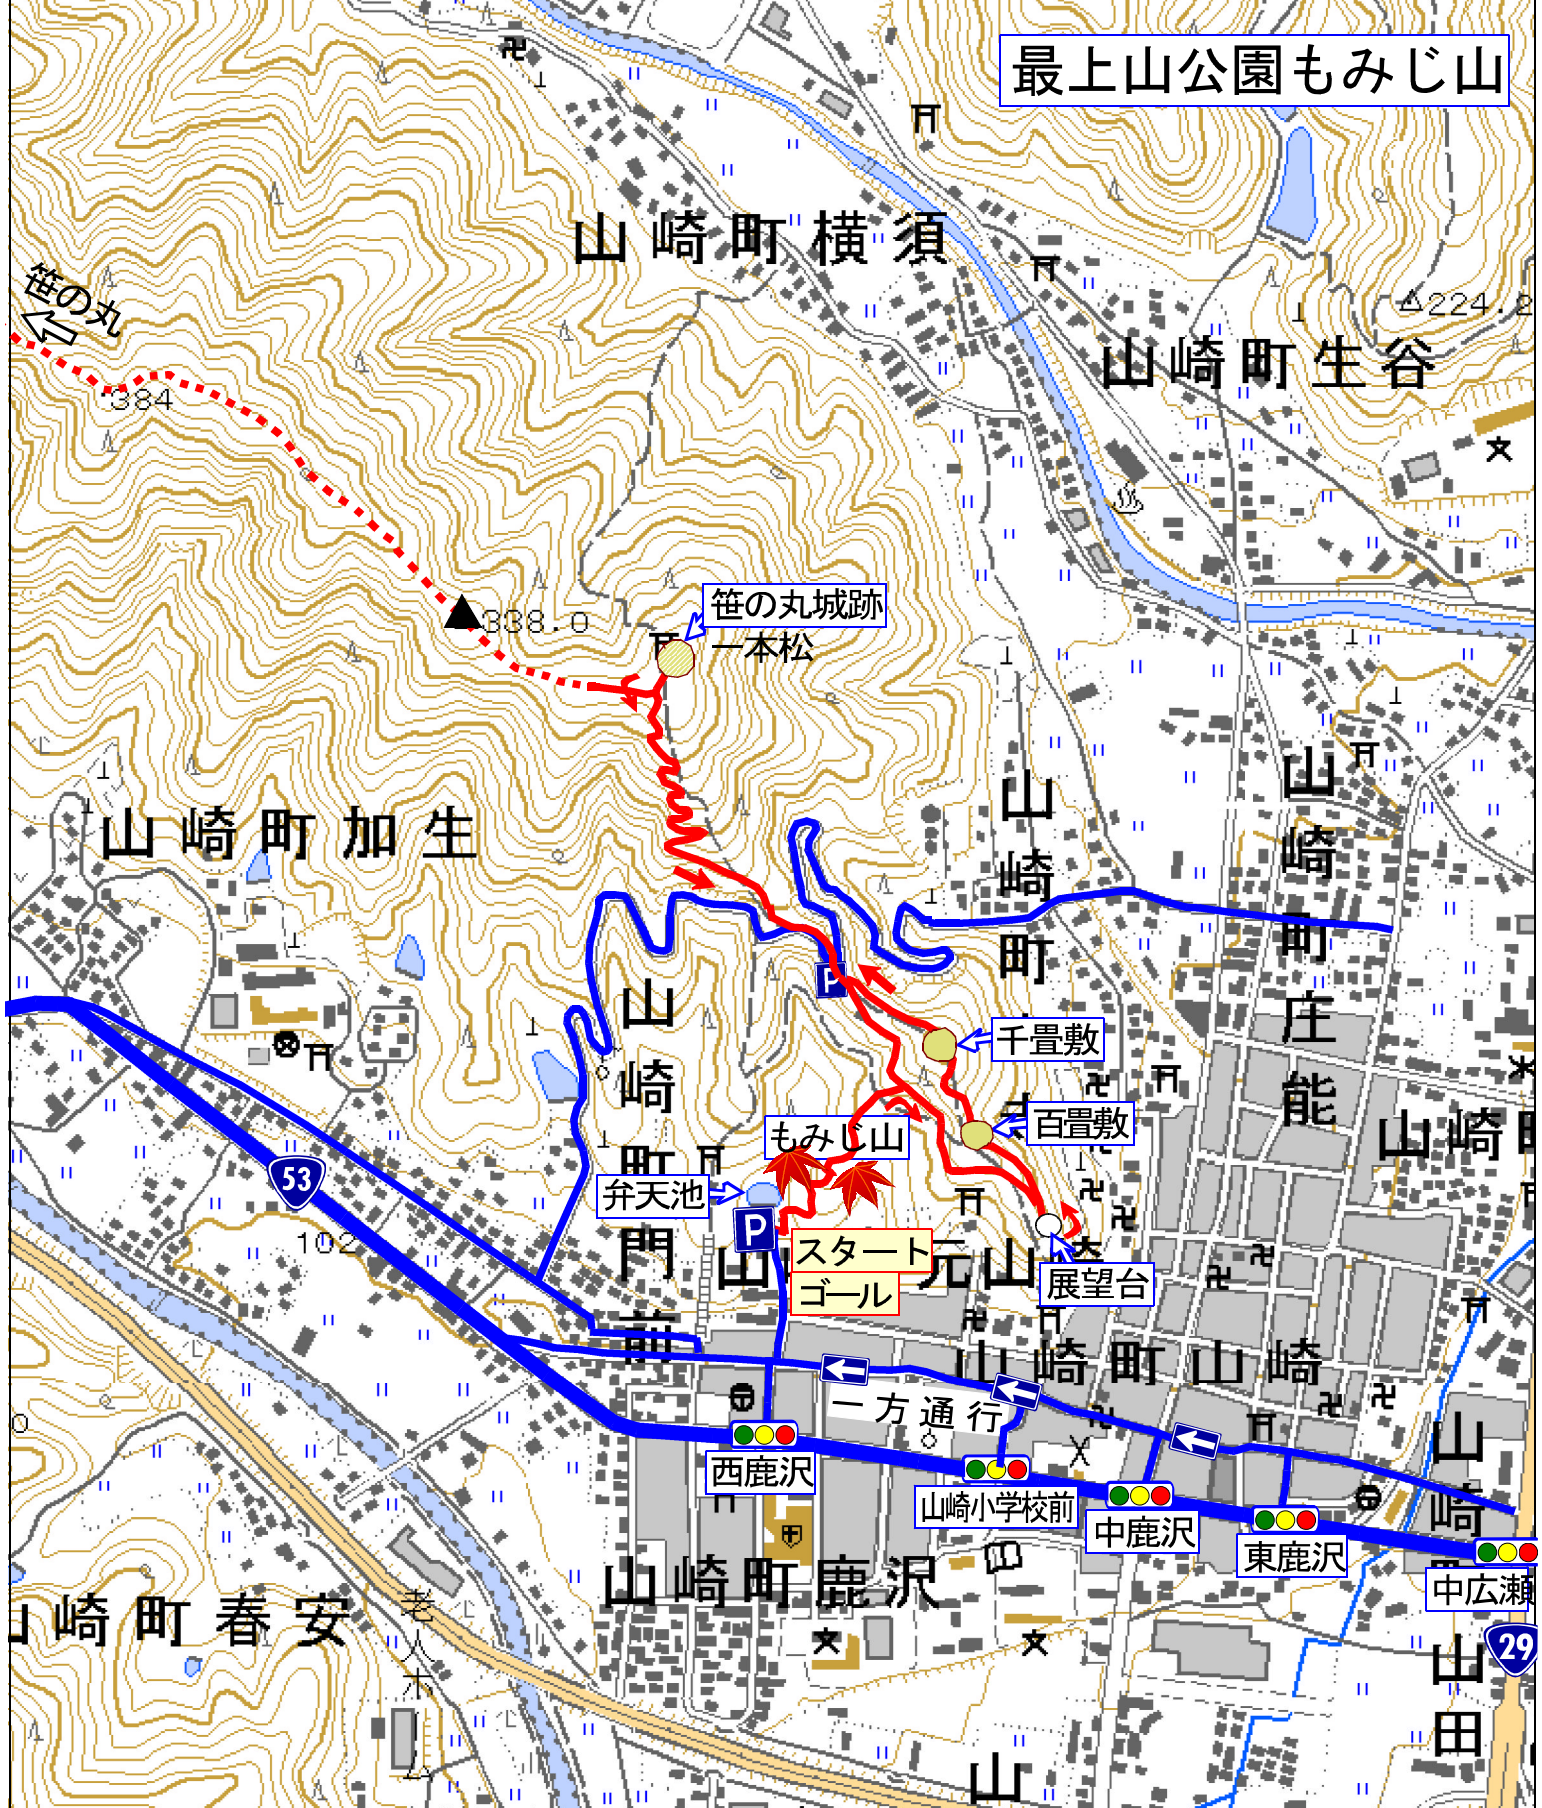 最上山公園もみじ山
山崎町横須
笹の丸
224.2
山崎町生谷
384
338.0
笹の丸城跡
一本松
山崎町加生
山崎町庄能
山崎町
P
千畳敷
百畳敷
もみじ山
弁天池
P
スタート
ゴール
展望台
山崎町門前
元山
山崎町
53
102
山崎町山崎
一方通行
西鹿沢
山崎小学校前
中鹿沢
東鹿沢
中広瀬
山崎町鹿沢
崎町春安
老人ホ
29
山崎
山田
山